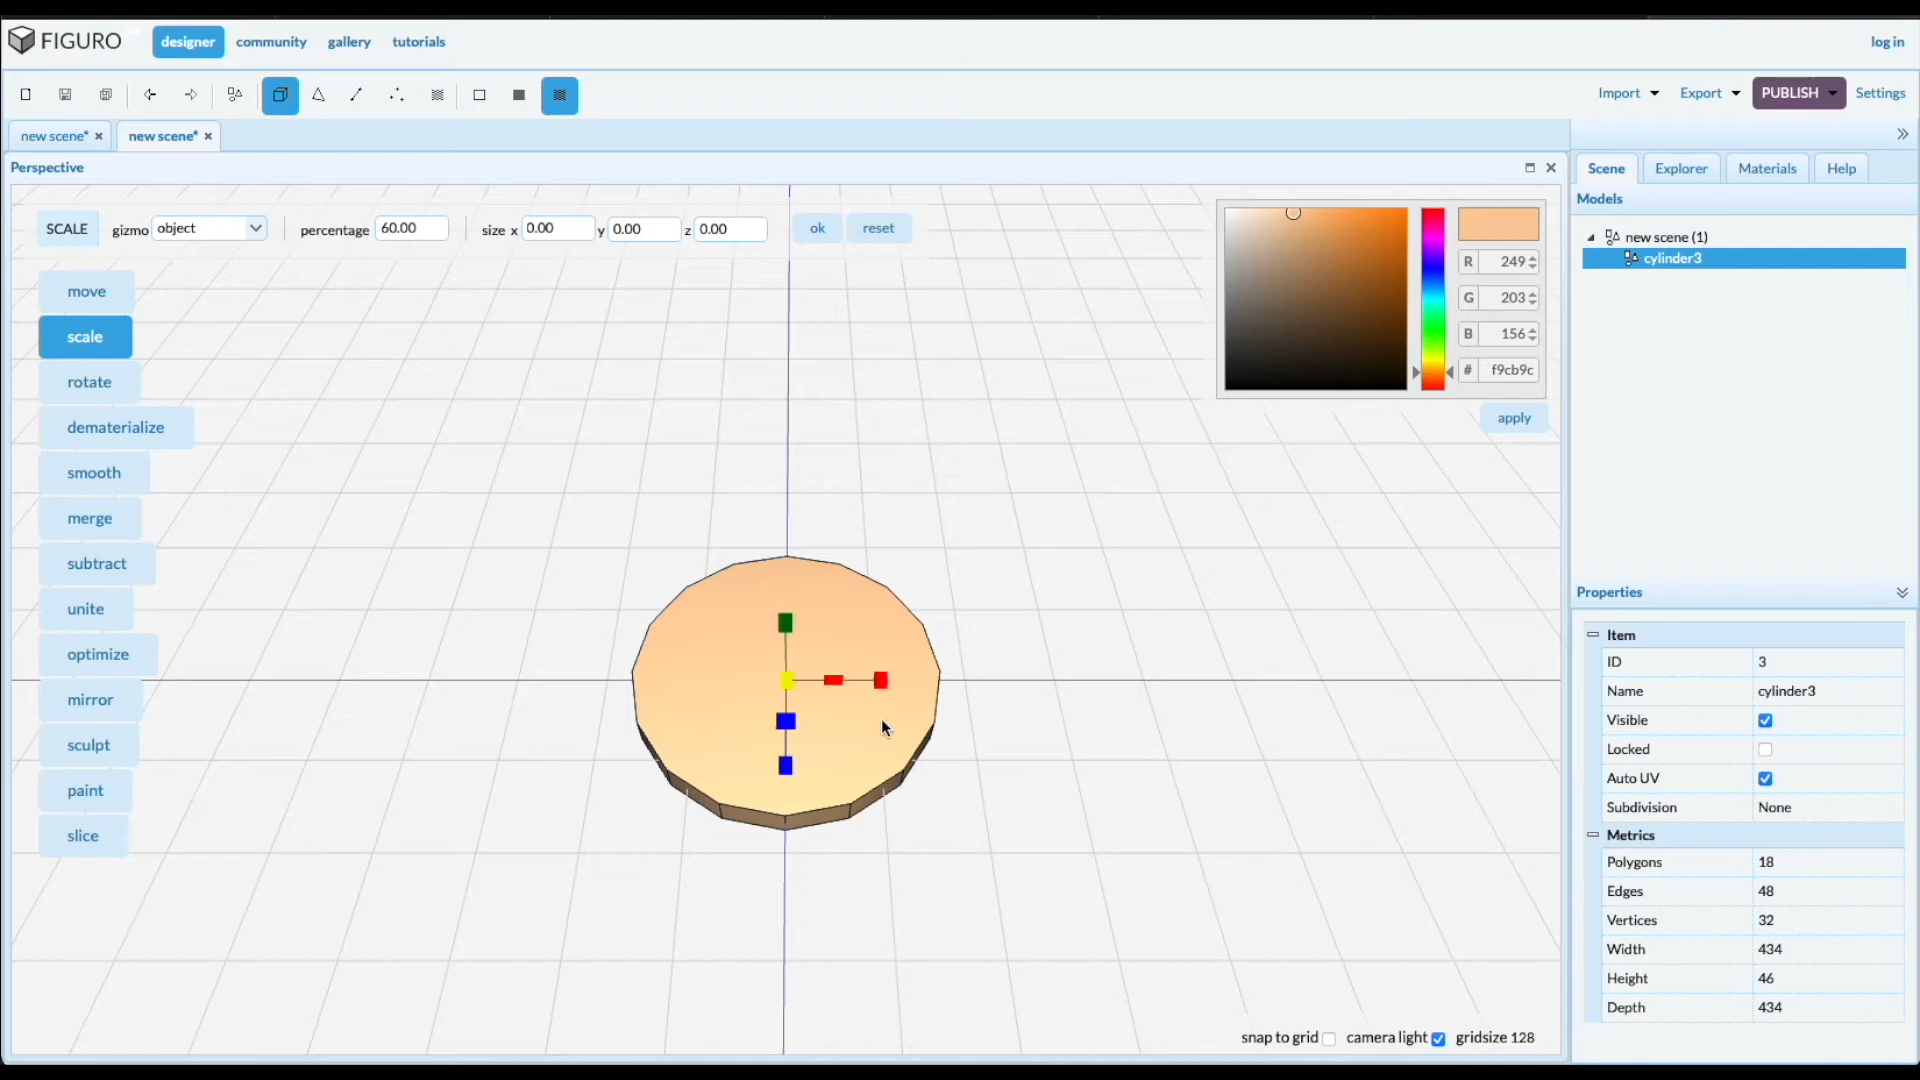 FIGURO designer community gallery tutorials log in
Import Export PUBLISH Settings
new scene* × new scene* ×
Perspective
SCALE gizmo object percentage 60.00 size x 0.00 y 0.00 z 0.00 ok reset
move
scale
rotate
dematerialize
smooth
merge
subtract
unite
optimize
mirror
sculpt
paint
slice
R 249
G 203
B 156
# f9cb9c
apply
snap to grid camera light gridsize 128
Scene Explorer Materials Help
Models
new scene (1)
cylinder3
Properties
Item
ID 3
Name cylinder3
Visible
Locked
Auto UV
Subdivision None
Metrics
Polygons 18
Edges 48
Vertices 32
Width 434
Height 46
Depth 434